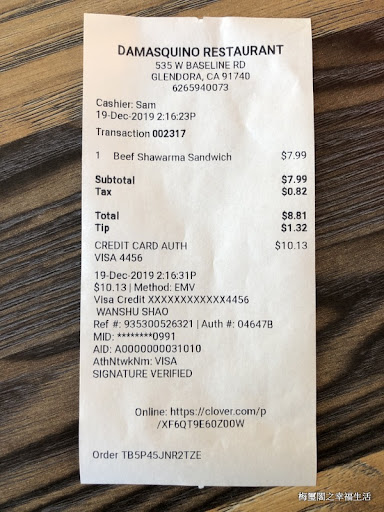 DAMASQUINO RESTAURANT
535 W BASELINE RD
GLENDORA, CA 91740
6265940073
Cashier: Sam
19-Dec-2019 2:16:23P
Transaction 002317
1 Beef Shawarma Sandwich $7.99
Subtotal $7.99
Tax $0.82
Total $8.81
Tip $1.32
CREDIT CARD AUTH $10.13
VISA 4456
19-Dec-2019 2:16:31P
$10.13 | Method: EMV
Visa Credit XXXXXXXXXXXX4456
WANSHU SHAO
Ref #: 935300526321 | Auth #: 04647B
MID: ********0991
AID: A0000000031010
AthNtwkNm: VISA
SIGNATURE VERIFIED
Online: https://clover.com/p
/XF6QT9E60Z00W
Order TB5P45JNR2TZE
梅璽閣之幸福生活